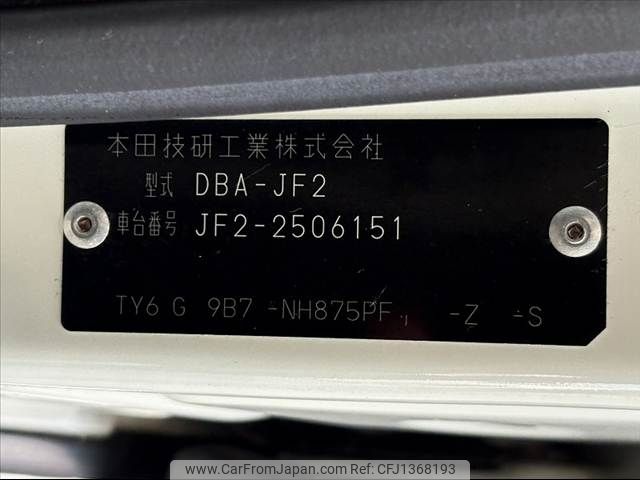 本田技研工業株式会社
型式 DBA-JF2
車台番号 JF2-2506151
TY6 G 9B7 -NH875PF, -Z -S
www.CarFromJapan.com - CFJ1368193